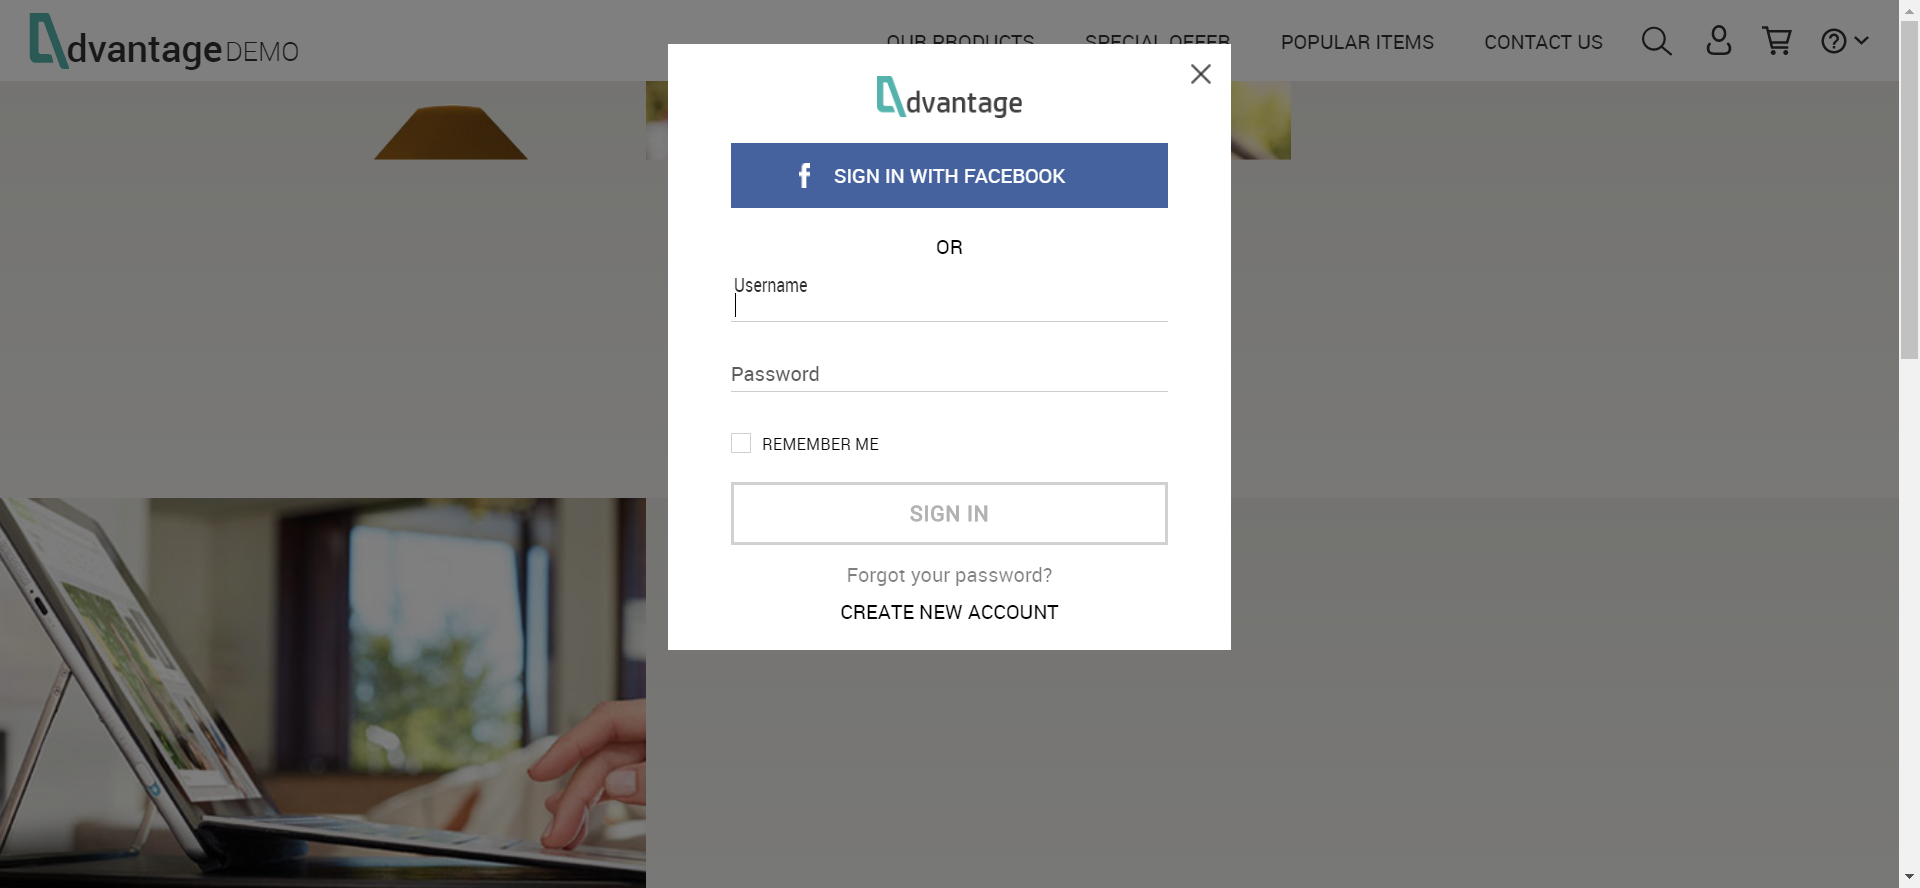 dvantage DEMO
OUR PRODUCTS SPECIAL OFFER POPULAR ITEMS CONTACT US
dvantage
SIGN IN WITH FACEBOOK
OR
Username
Password
REMEMBER ME
SIGN IN
Forgot your password?
CREATE NEW ACCOUNT